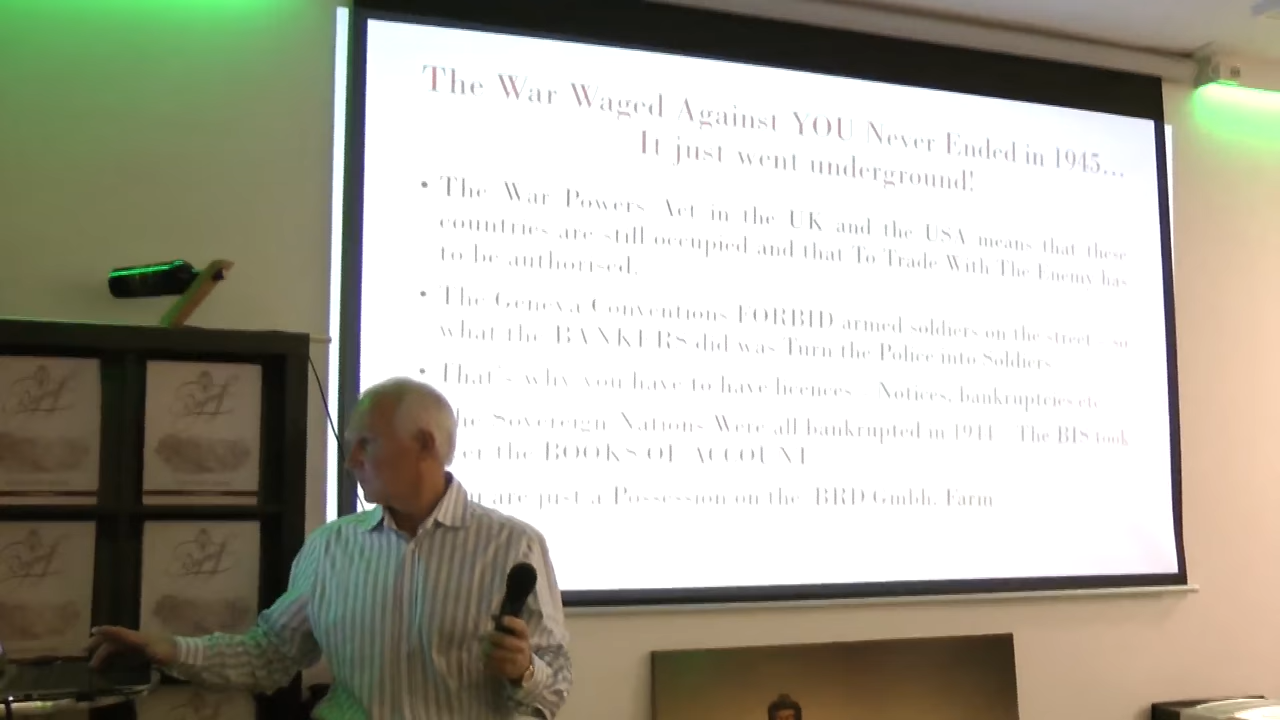 The War Waged Against YOU Never Ended in 1945...
It just went underground!
• The War Powers Act in the UK and the USA means that these
countries are still occupied and that To Trade With The Enemy has
to be authorised.
• The Geneva Conventions FORBID armed soldiers on the street so
what the BANKERS did was Turn the Police into Soldiers
• That's why you have to have licences Notices, bankruptcies etc
Sovereign Nations Were all bankrupted in 1944 The BIS took
the BOOKS OF ACCOUNT
are just a Possession on the BRD Gmbh. Farm